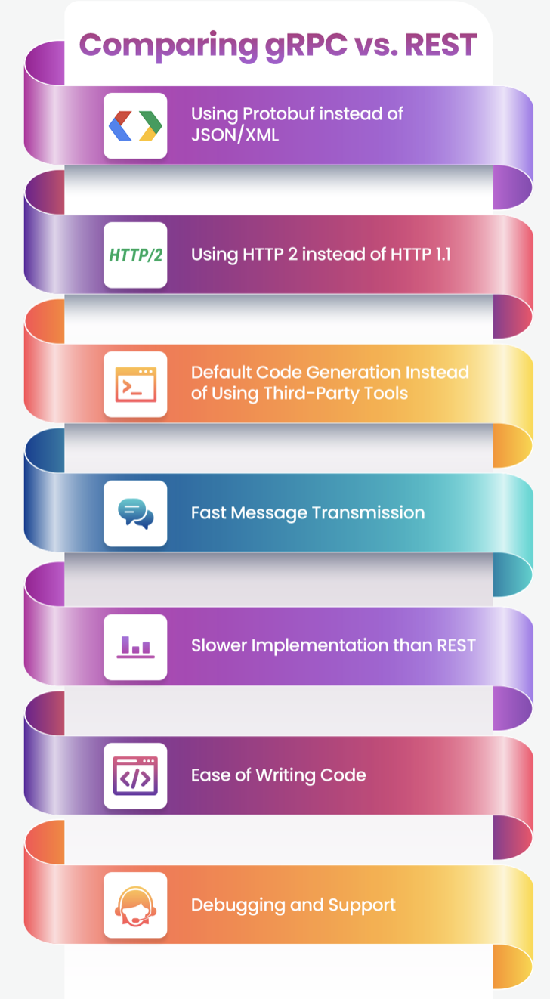 Comparing gRPC vs. REST
Using Protobuf instead of
JSON/XML
HTTP/2
Using HTTP 2 instead of HTTP 1.1
Default Code Generation Instead
of Using Third-Party Tools
Fast Message Transmission
Slower Implementation than REST
Ease of Writing Code
Debugging and Support